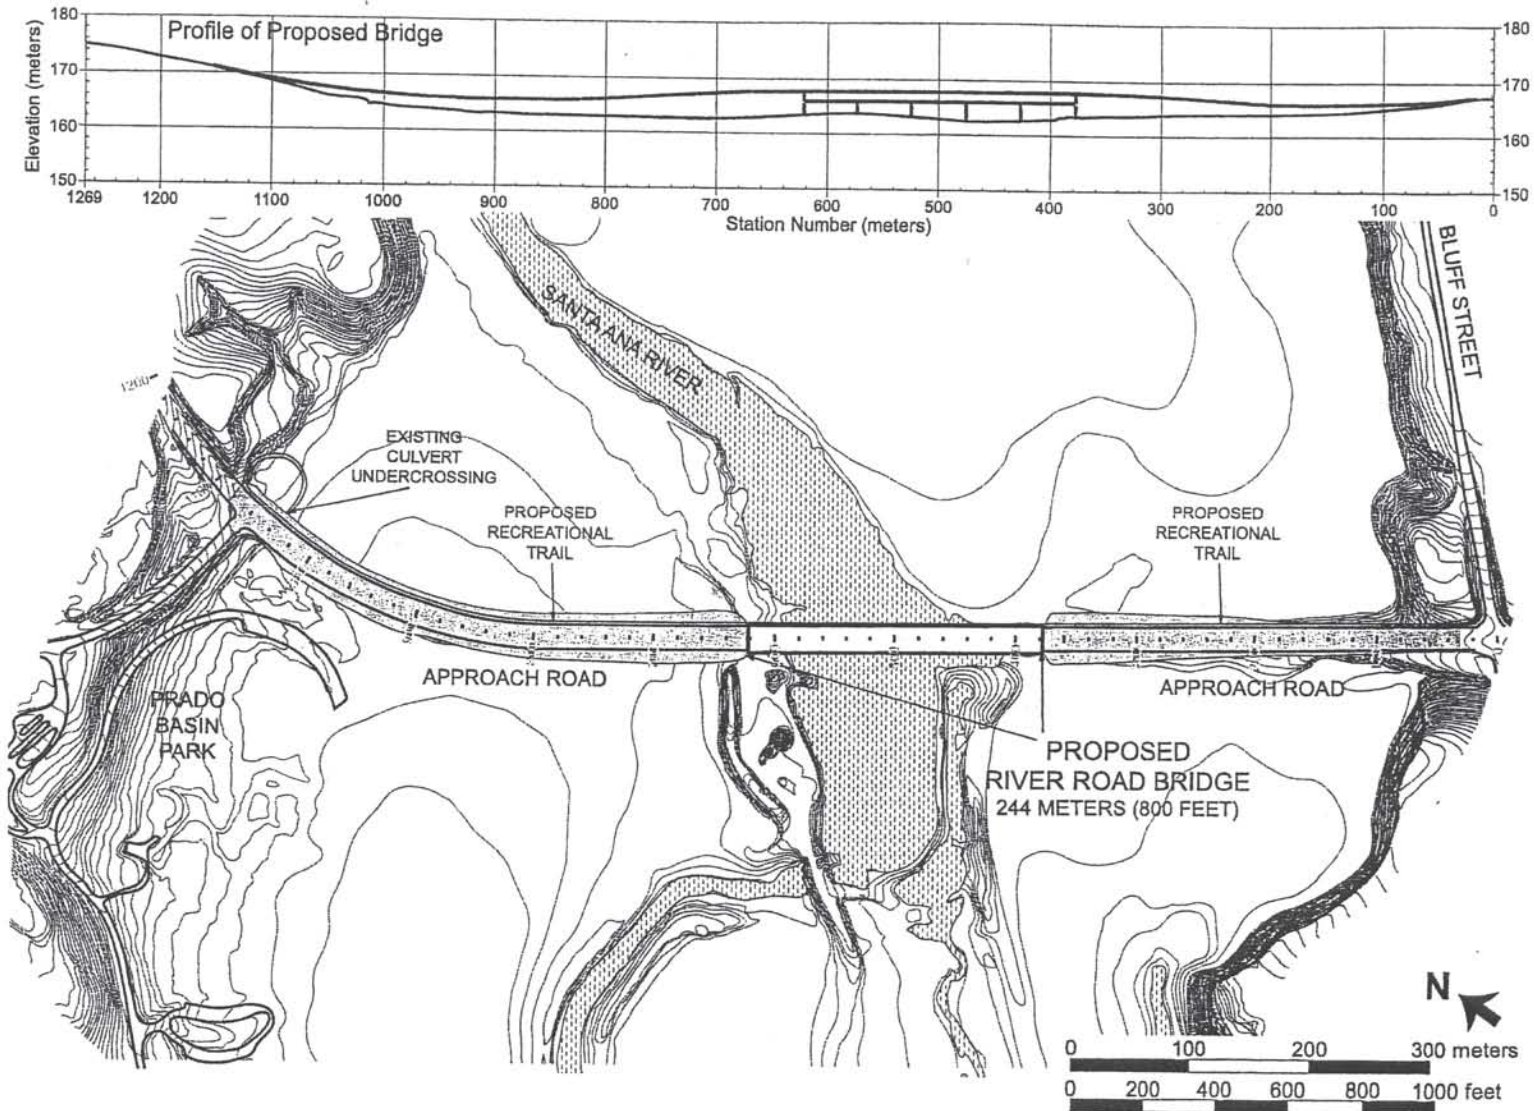 Profile of Proposed Bridge
Elevation (meters)
180
170
160
150
180
170
160
150
1269
1200
1100
1000
900
800
700
600
500
400
300
200
100
0
Station Number (meters)
BLUFF STREET
SANTA ANA RIVER
1200
EXISTING
CULVERT
UNDERCROSSING
PROPOSED
RECREATIONAL
TRAIL
PROPOSED
RECREATIONAL
TRAIL
APPROACH ROAD
APPROACH ROAD
PRADO
BASIN
PARK
PROPOSED
RIVER ROAD BRIDGE
244 METERS (800 FEET)
N
0 100 200 300 meters
0 200 400 600 800 1000 feet